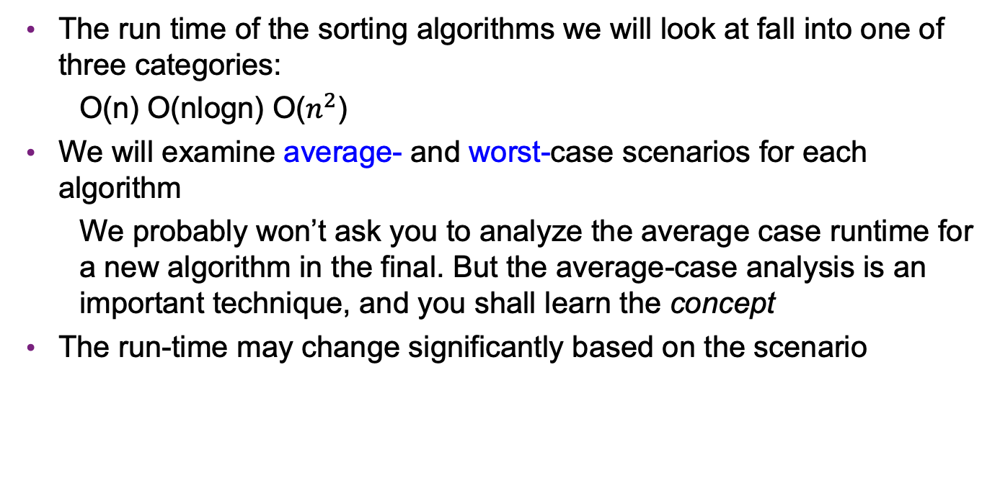 • The run time of the sorting algorithms we will look at fall into one of
three categories:
O(n) O(nlogn) O(n²)
• We will examine average- and worst-case scenarios for each
algorithm
We probably won’t ask you to analyze the average case runtime for
a new algorithm in the final. But the average-case analysis is an
important technique, and you shall learn the concept
• The run-time may change significantly based on the scenario